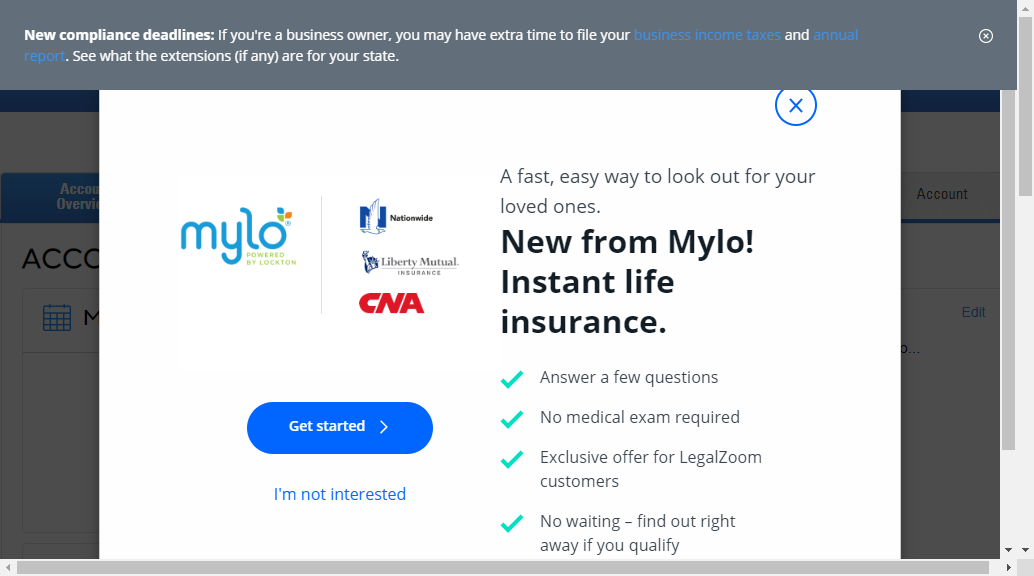 New compliance deadlines: If you're a business owner, you may have extra time to file your business income taxes and annual
report. See what the extensions (if any) are for your state.
Account
Edit
A fast, easy way to look out for your
loved ones.
New from Mylo!
Instant life
insurance.
mylo
POWERED
BY LOCKTON
Nationwide
Liberty Mutual.
INSURANCE
CNA
Answer a few questions
No medical exam required
Exclusive offer for LegalZoom
customers
No waiting – find out right
away if you qualify
Get started
I'm not interested